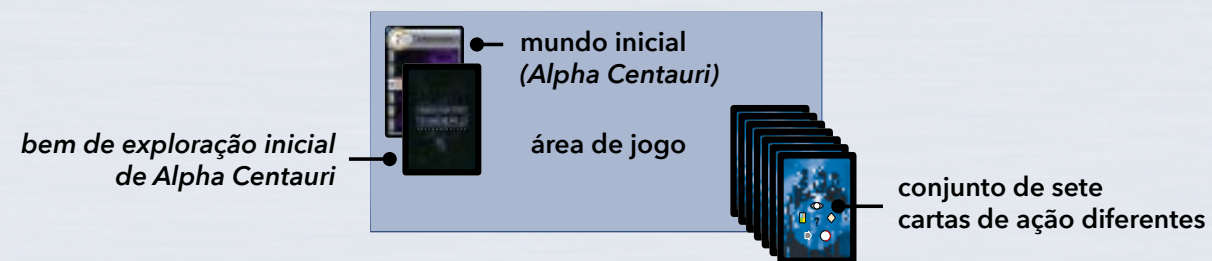 mundo inicial
(Alpha Centauri)
bem de exploração inicial
de Alpha Centauri
área de jogo
conjunto de sete
cartas de ação diferentes
?